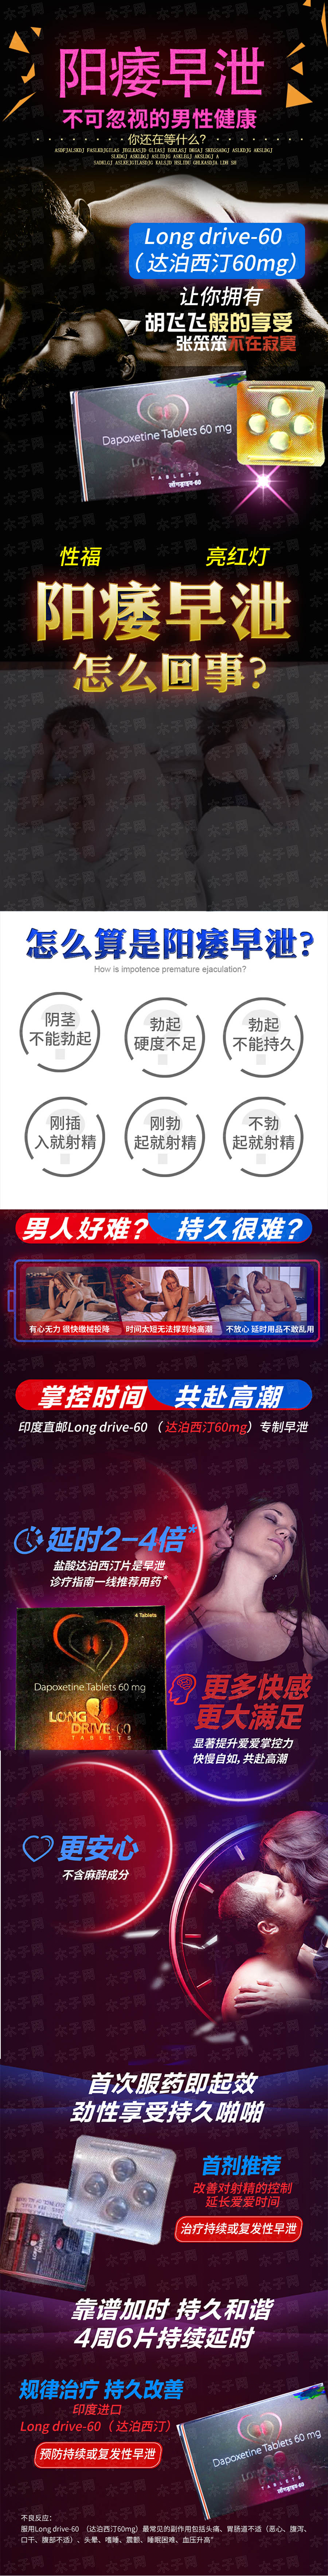 阳痿早泄
不可忽视的男性健康
你还在等什么?
Long drive-60
（达泊西汀60mg）
让你拥有
胡飞飞般的享受
张笨笨不在寂寞
Dapoxetine Tablets 60 mg
TABLETS
लौंगड्राइव-60
性福 亮红灯
阳痿早泄
怎么回事?
怎么算是阳痿早泄?
How is impotence premature ejaculation?
阴茎
不能勃起
勃起
硬度不足
勃起
不能持久
刚插
入就射精
刚勃
起就射精
不勃
起就射精
男人好难? 持久很难?
有心无力 很快缴械投降
时间太短无法撑到她高潮
不放心 延时用品不敢乱用
掌控时间 共赴高潮
印度直邮Long drive-60 （达泊西汀60mg）专制早泄
延时2-4倍*
盐酸达泊西汀片是早泄
诊疗指南一线推荐用药*
4 Tablets
Dapoxetine Tablets 60 mg
LONG
DRIVE-60
TABLETS
更多快感
更大满足
显著提升爱爱掌控力
快慢自如,共赴高潮
更安心
不含麻醉成分
首次服药即起效
劲性享受持久啪啪
首剂推荐
改善对射精的控制
延长爱爱时间
治疗持续或复发性早泄
靠谱加时 持久和谐
4周6片持续延时
规律治疗 持久改善
印度进口
Long drive-60（达泊西汀）
预防持续或复发性早泄
Dapoxetine Tablets 60 mg
TABLETS
不良反应：
服用Long drive-60 （达泊西汀60mg）最常见的副作用包括头痛、胃肠道不适（恶心、腹泻、
口干、腹部不适）、头晕、嗜睡、震颤、睡眠困难、血压升高"